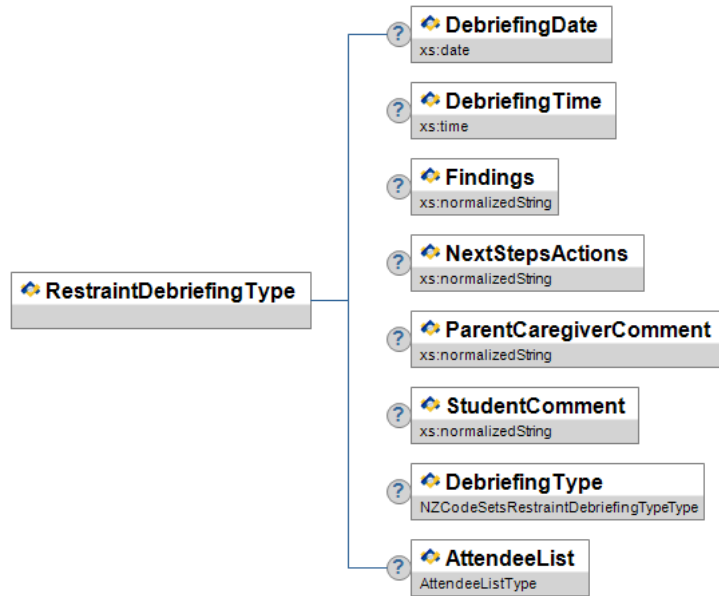 ?
DebriefingDate
xs:date
?
DebriefingTime
xs:time
?
Findings
xs:normalizedString
?
NextStepsActions
xs:normalizedString
RestraintDebriefingType
?
ParentCaregiverComment
xs:normalizedString
?
StudentComment
xs:normalizedString
?
DebriefingType
NZCodeSetsRestraintDebriefingTypeType
?
AttendeeList
AttendeeListType